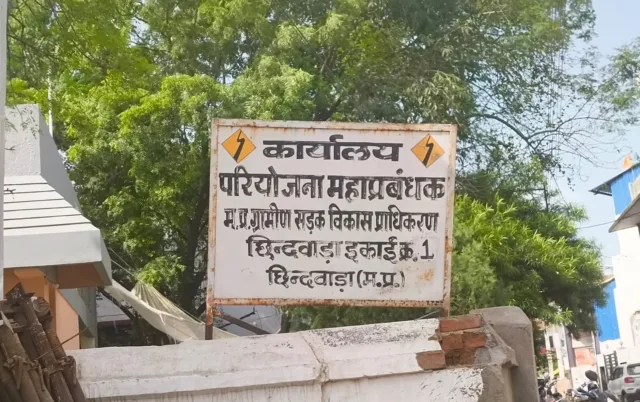 कार्यालय
परियोजना महाप्रबंधक
म.प्र.ग्रामीण सड़क विकास प्राधिकरण
छिन्दवाड़ा इकाई क्र. 1
छिन्दवाड़ा (म.प्र.)